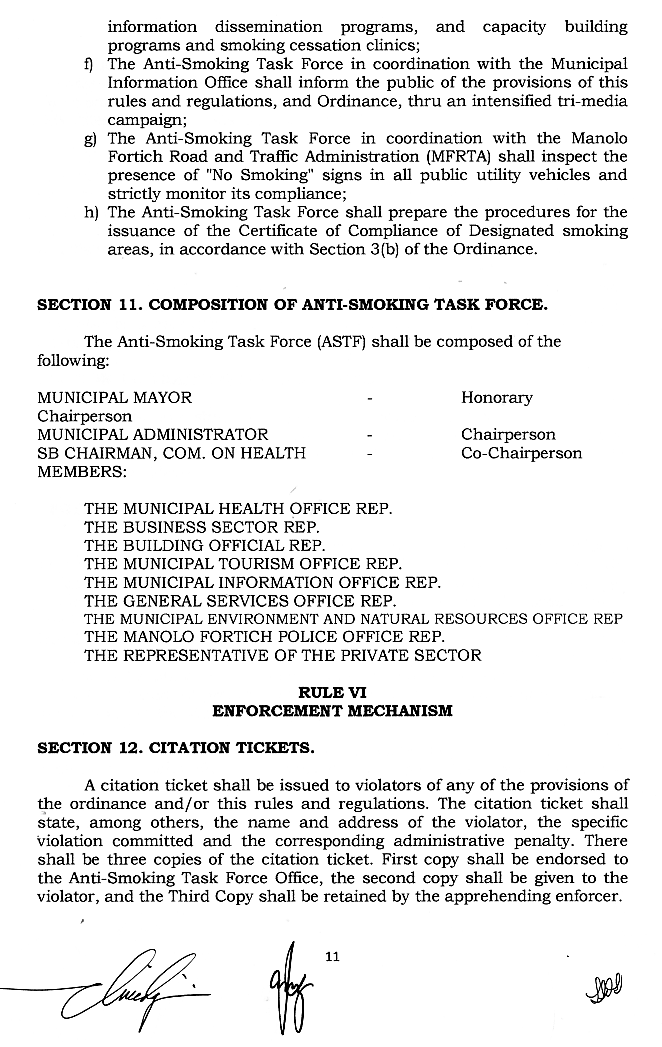 information dissemination programs, and capacity building
programs and smoking cessation clinics;
f) The Anti-Smoking Task Force in coordination with the Municipal
Information Office shall inform the public of the provisions of this
rules and regulations, and Ordinance, thru an intensified tri-media
campaign;
g) The Anti-Smoking Task Force in coordination with the Manolo
Fortich Road and Traffic Administration (MFRTA) shall inspect the
presence of "No Smoking" signs in all public utility vehicles and
strictly monitor its compliance;
h) The Anti-Smoking Task Force shall prepare the procedures for the
issuance of the Certificate of Compliance of Designated smoking
areas, in accordance with Section 3(b) of the Ordinance.
SECTION 11. COMPOSITION OF ANTI-SMOKING TASK FORCE.
The Anti-Smoking Task Force (ASTF) shall be composed of the
following:
MUNICIPAL MAYOR - Honorary
Chairperson
MUNICIPAL ADMINISTRATOR - Chairperson
SB CHAIRMAN, COM. ON HEALTH - Co-Chairperson
MEMBERS:
THE MUNICIPAL HEALTH OFFICE REP.
THE BUSINESS SECTOR REP.
THE BUILDING OFFICIAL REP.
THE MUNICIPAL TOURISM OFFICE REP.
THE MUNICIPAL INFORMATION OFFICE REP.
THE GENERAL SERVICES OFFICE REP.
THE MUNICIPAL ENVIRONMENT AND NATURAL RESOURCES OFFICE REP
THE MANOLO FORTICH POLICE OFFICE REP.
THE REPRESENTATIVE OF THE PRIVATE SECTOR
RULE VI
ENFORCEMENT MECHANISM
SECTION 12. CITATION TICKETS.
A citation ticket shall be issued to violators of any of the provisions of
the ordinance and/or this rules and regulations. The citation ticket shall
state, among others, the name and address of the violator, the specific
violation committed and the corresponding administrative penalty. There
shall be three copies of the citation ticket. First copy shall be endorsed to
the Anti-Smoking Task Force Office, the second copy shall be given to the
violator, and the Third Copy shall be retained by the apprehending enforcer.
11